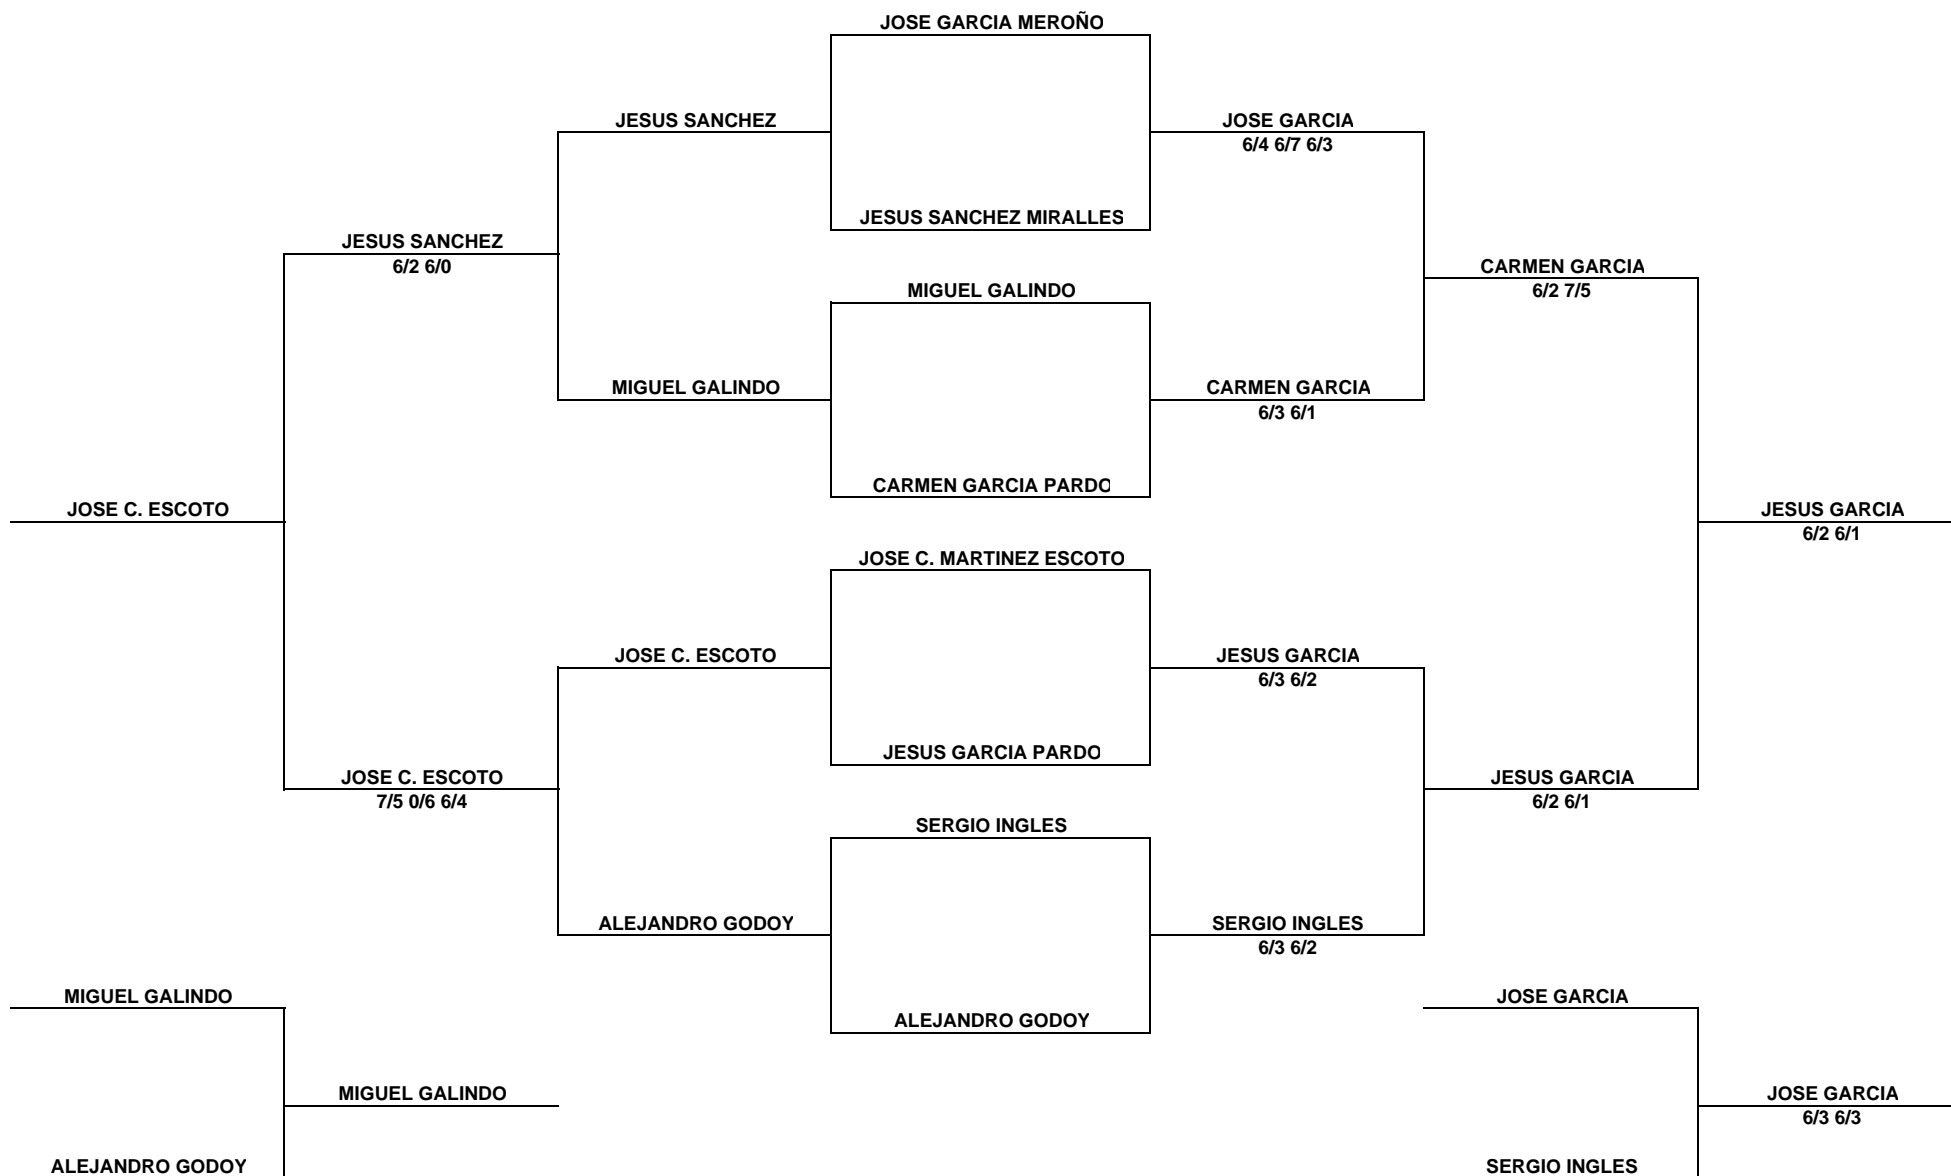 JOSE GARCIA MEROÑO
JESUS SANCHEZ
JOSE GARCIA
6/4 6/7 6/3
JESUS SANCHEZ MIRALLES
JESUS SANCHEZ
6/2 6/0
CARMEN GARCIA
6/2 7/5
MIGUEL GALINDO
MIGUEL GALINDO
CARMEN GARCIA
6/3 6/1
CARMEN GARCIA PARDO
JOSE C. ESCOTO
JESUS GARCIA
6/2 6/1
JOSE C. MARTINEZ ESCOTO
JOSE C. ESCOTO
JESUS GARCIA
6/3 6/2
JESUS GARCIA PARDO
JOSE C. ESCOTO
7/5 0/6 6/4
JESUS GARCIA
6/2 6/1
SERGIO INGLES
ALEJANDRO GODOY
SERGIO INGLES
6/3 6/2
MIGUEL GALINDO
JOSE GARCIA
ALEJANDRO GODOY
MIGUEL GALINDO
JOSE GARCIA
6/3 6/3
ALEJANDRO GODOY
SERGIO INGLES